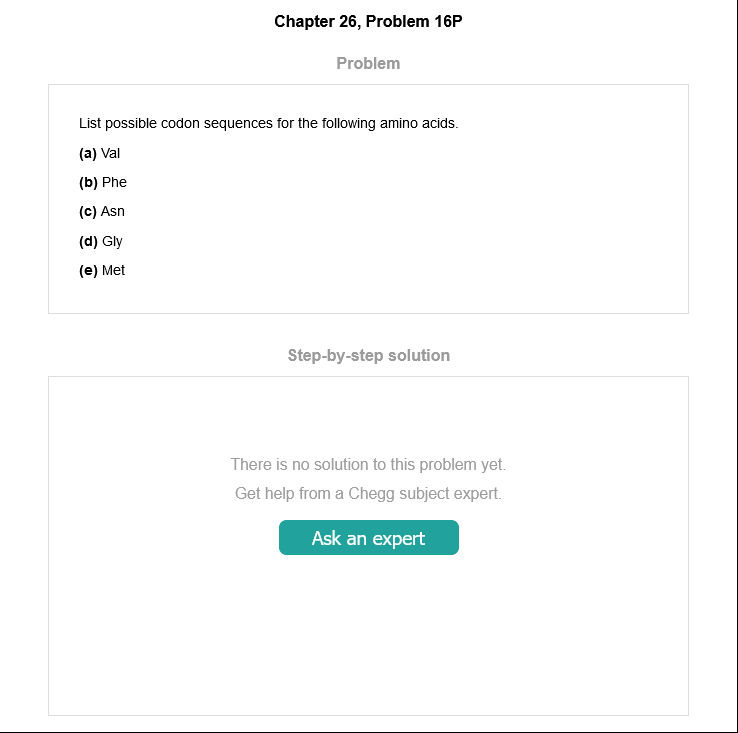 Chapter 26, Problem 16P
Problem
List possible codon sequences for the following amino acids.
(a) Val
(b) Phe
(c) Asn
(d) Gly
(e) Met
Step-by-step solution
There is no solution to this problem yet.
Get help from a Chegg subject expert.
Ask an expert